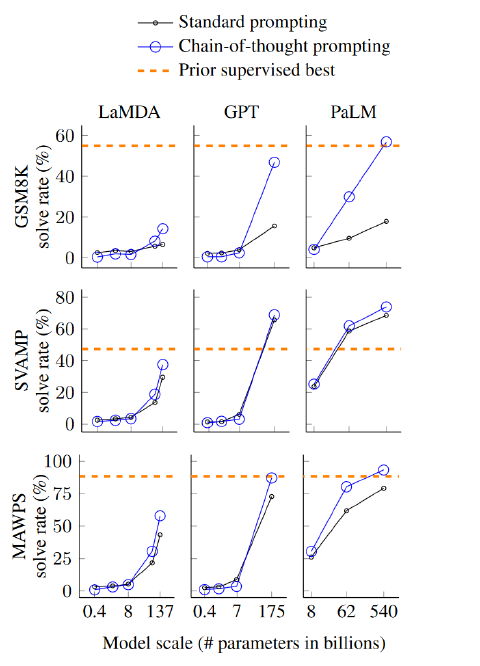 Standard prompting
Chain-of-thought prompting
Prior supervised best
LaMDA GPT PaLM
GSM8K
solve rate (%)
60
40
20
0
SVAMP
solve rate (%)
80
60
40
20
0
MAWPS
solve rate (%)
100
75
50
25
0
0.4 8 137 0.4 7 175 8 62 540
Model scale (# parameters in billions)